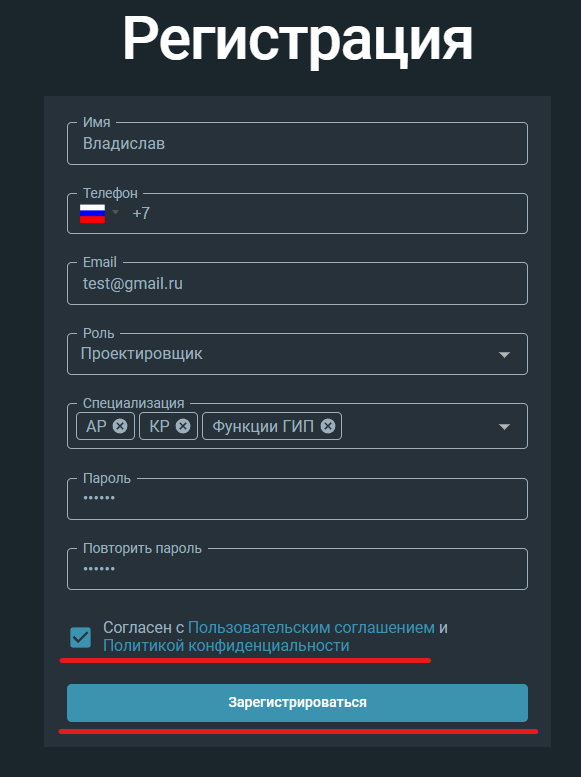 Регистрация
Имя
Владислав
Телефон
+7
Email
test@gmail.ru
Роль
Проектировщик
Специализация
АР КР Функции ГИП
Пароль
••••••
Повторить пароль
••••••
Согласен с Пользовательским соглашением и
Политикой конфиденциальности
Зарегистрироваться